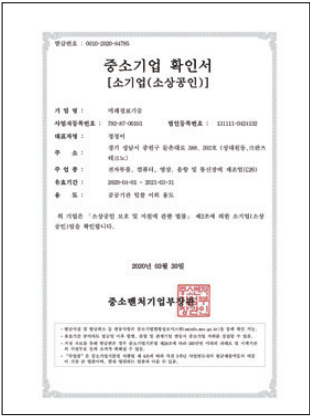 발급번호 : 0010-2020-64785
중소기업 확인서
[소기업(소상공인)]
기 업 명 : 미래정보기술
사업자등록번호 : 792-87-00191 법인등록번호 : 131111-0424132
대표자명 : 정정이
주 소 : 경기 성남시 중원구 둔촌대로 388, 302호 (상대원동,크란츠
테크노)
주 업 종 : 전자부품, 컴퓨터, 영상, 음향 및 통신장비 제조업(C26)
유효기간 : 2020-04-01 ~ 2021-03-31
용 도 : 공공기관 입찰 이외 용도
위 기업은 「소상공인 보호 및 지원에 관한 법률」 제2조에 의한 소기업(소상
공인)임을 확인합니다.
2020년 03월 30일
중소벤처기업부장관